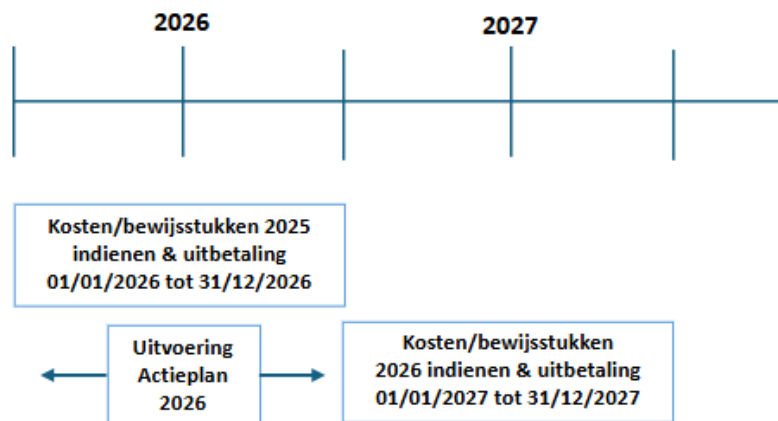 2026
2027
Kosten/bewijsstukken 2025
indienen & uitbetaling
01/01/2026 tot 31/12/2026
Uitvoering
Actieplan
2026
Kosten/bewijsstukken
2026 indienen & uitbetaling
01/01/2027 tot 31/12/2027